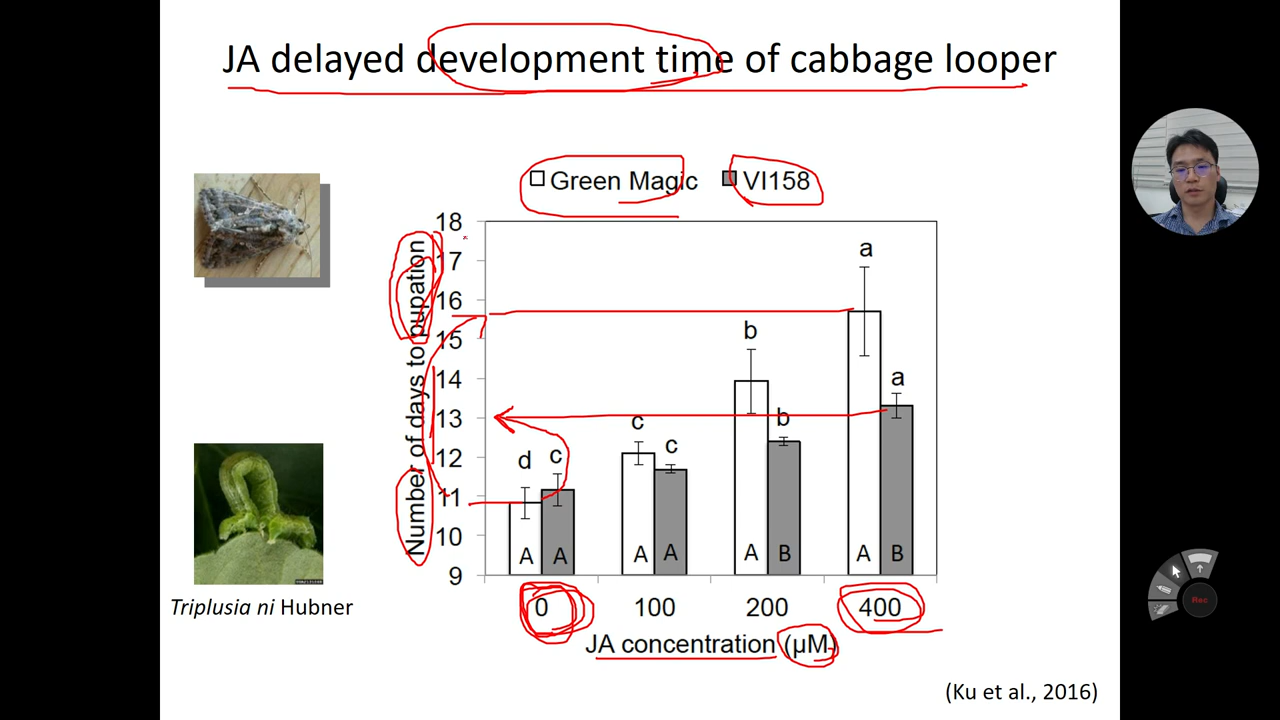 JA delayed development time of cabbage looper
Green Magic VI158
Number of days to pupation
18
17
16
15
14
13
12
11
10
9
d c c c b b a a
A A A A A B A B
0 100 200 400
JA concentration (µM)
Triplusia ni Hubner
(Ku et al., 2016)
Rec